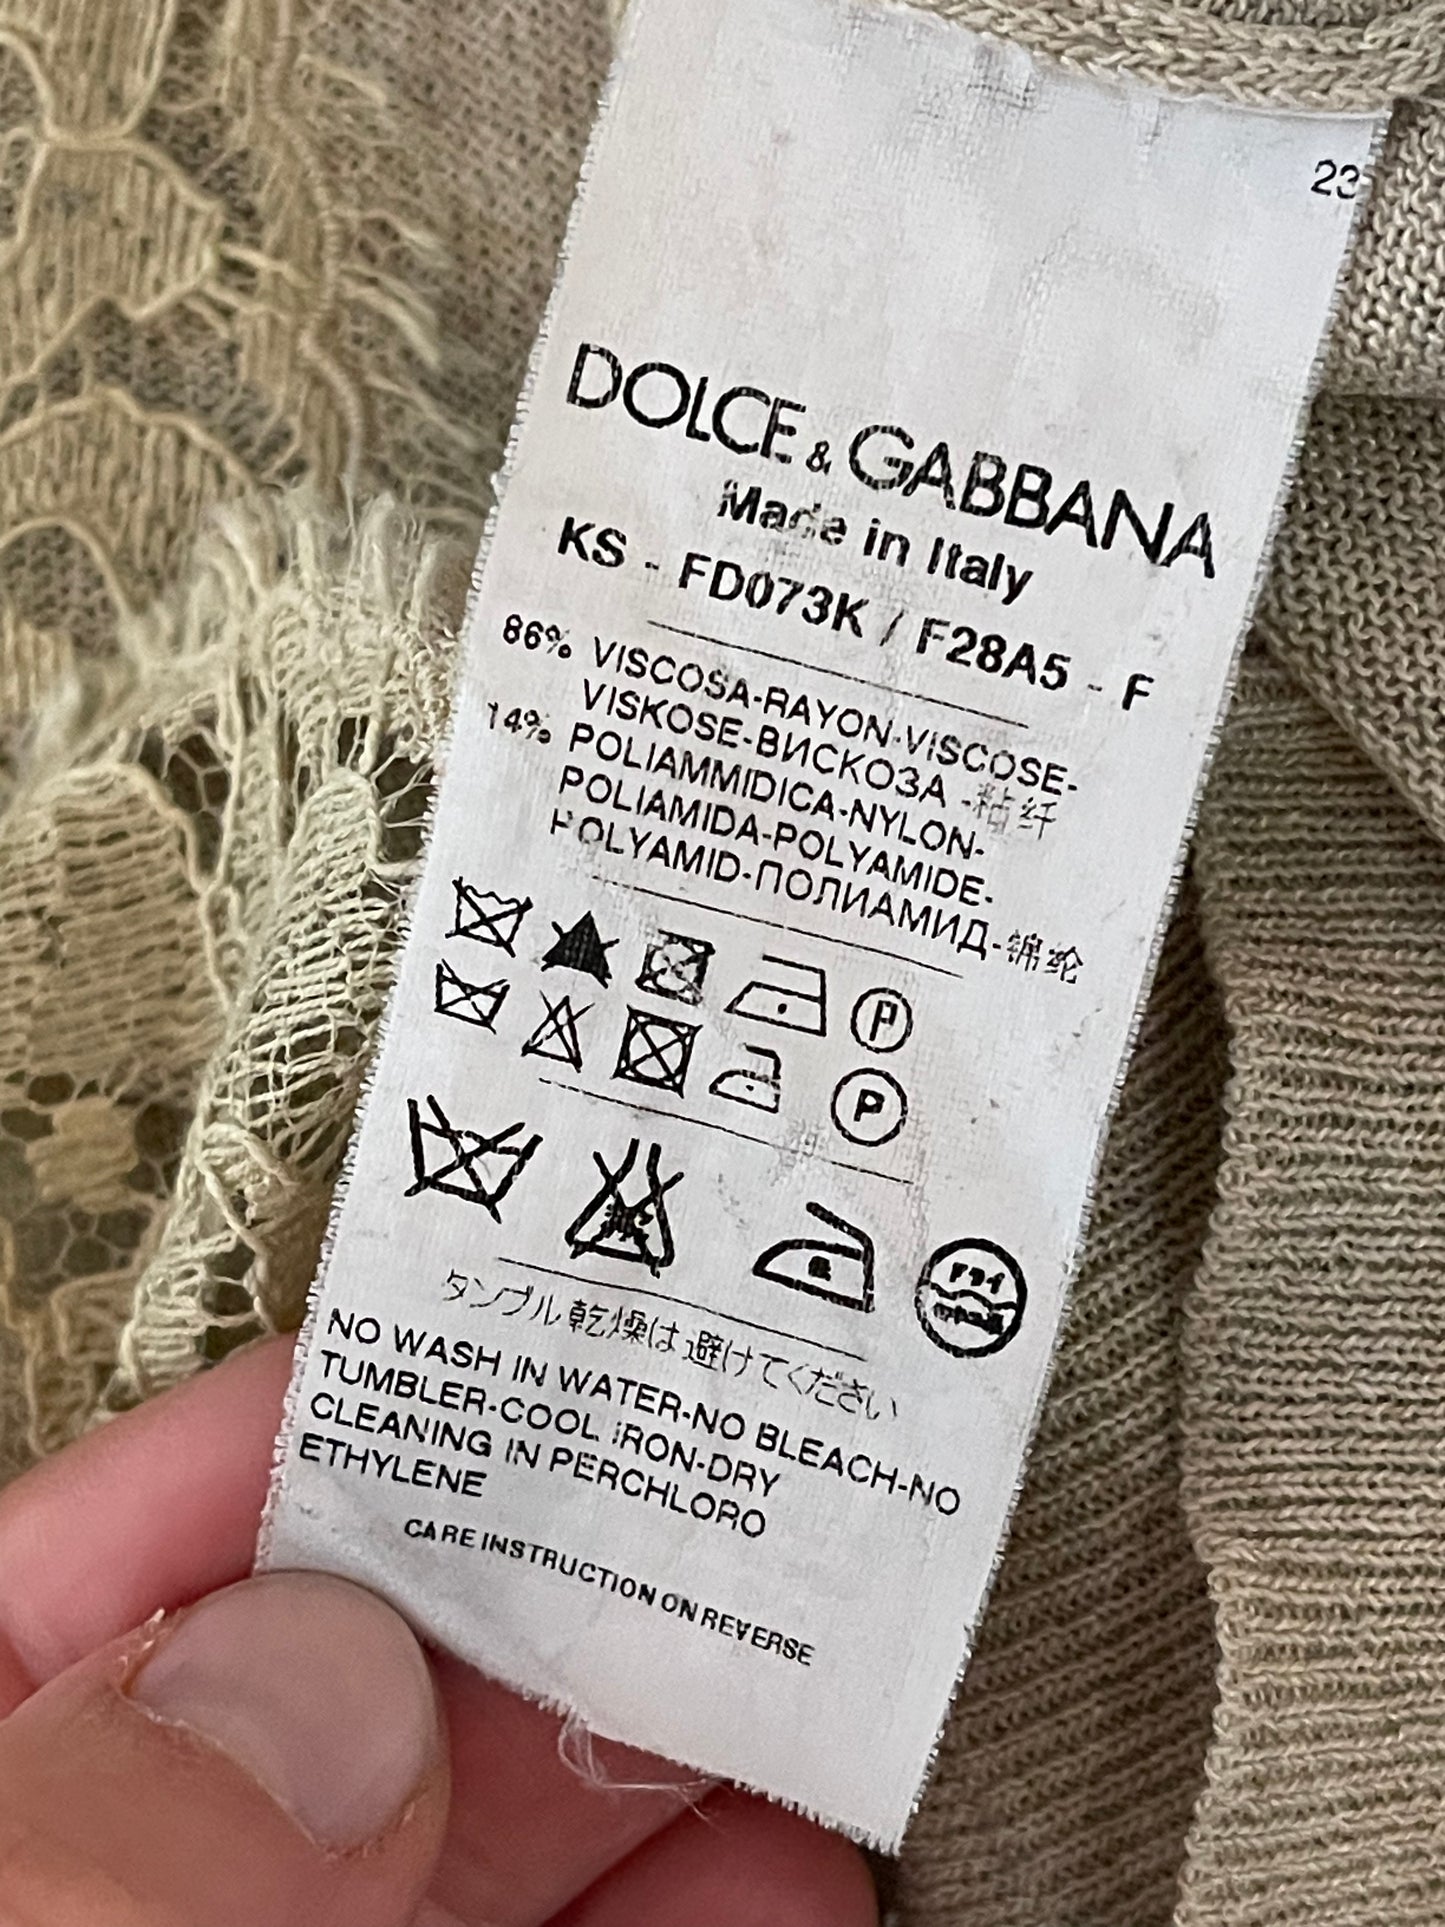 23
DOLCE & GABBANA
Made in Italy
KS - FD073K / F28A5 - F
86% VISCOSA-RAYON-VISCOSE-
VISKOSE-ВИСКОЗА -粘纤
14% POLIAMMIDICA-NYLON-
POLIAMIDA-POLYAMIDE-
POLYAMID-ПОЛИАМИД-锦纶
P
P
ドライ
タンブル乾燥は避けてください
NO WASH IN WATER-NO BLEACH-NO
TUMBLER-COOL IRON-DRY
CLEANING IN PERCHLORO
ETHYLENE
CARE INSTRUCTION ON REVERSE